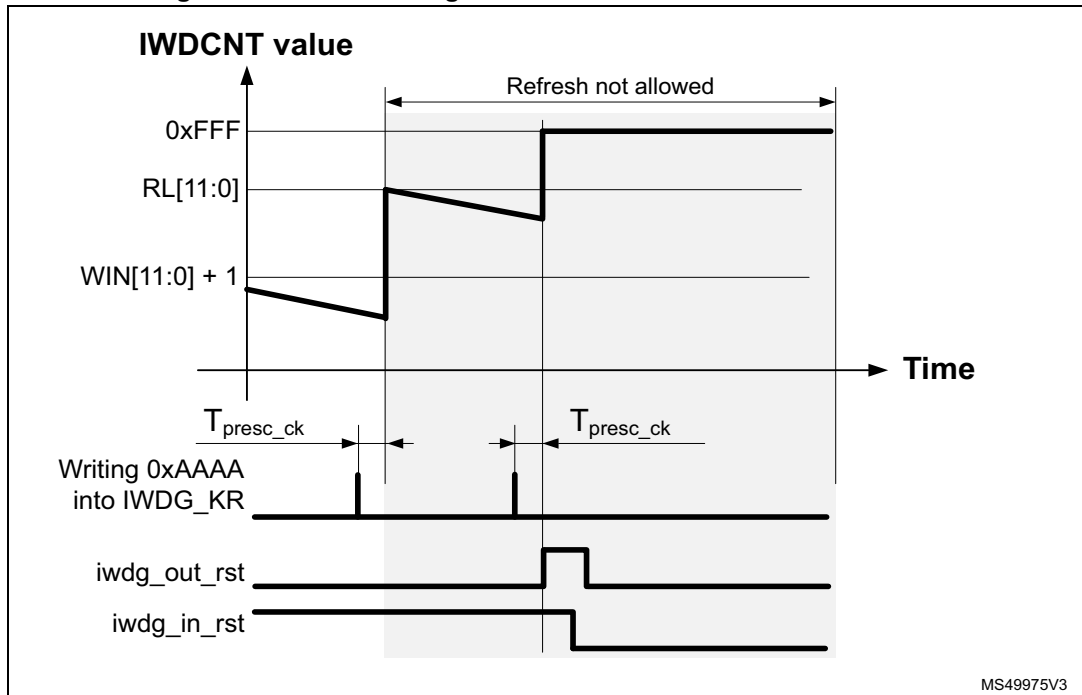 IWDCNT value
Refresh not allowed
0xFFF
RL[11:0]
WIN[11:0] + 1
Time
Tpresc_ck
Tpresc_ck
Writing 0xAAAA
into IWDG_KR
iwdg_out_rst
iwdg_in_rst
MS49975V3